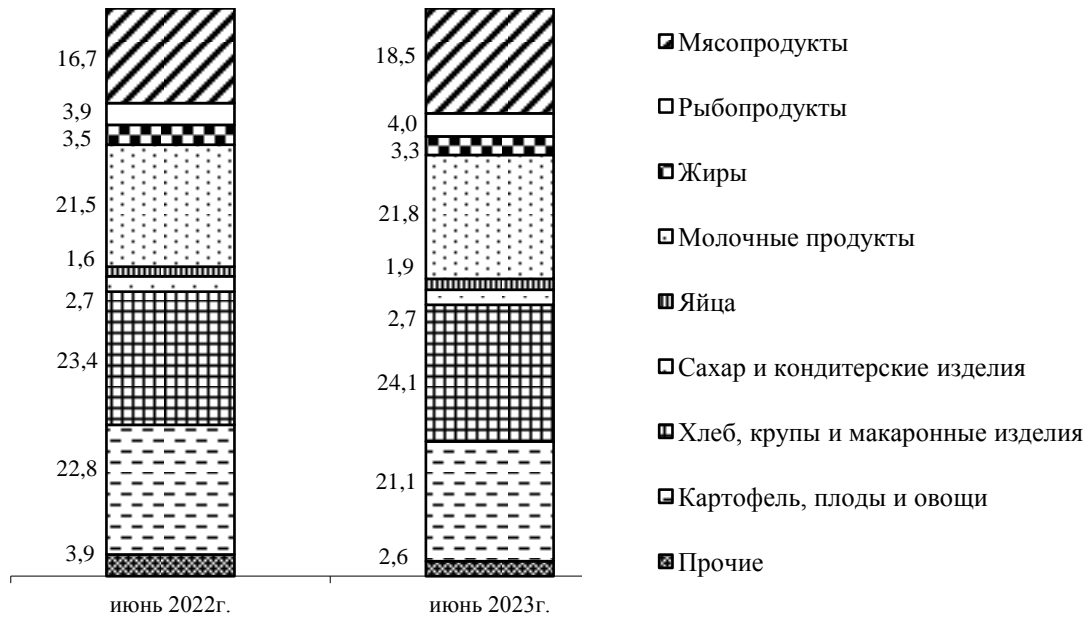 16,7
3,9
3,5
21,5
1,6
2,7
23,4
22,8
3,9
июнь 2022г.
18,5
4,0
3,3
21,8
1,9
2,7
24,1
21,1
2,6
июнь 2023г.
Мясопродукты
Рыбопродукты
Жиры
Молочные продукты
Яйца
Сахар и кондитерские изделия
Хлеб, крупы и макаронные изделия
Картофель, плоды и овощи
Прочие